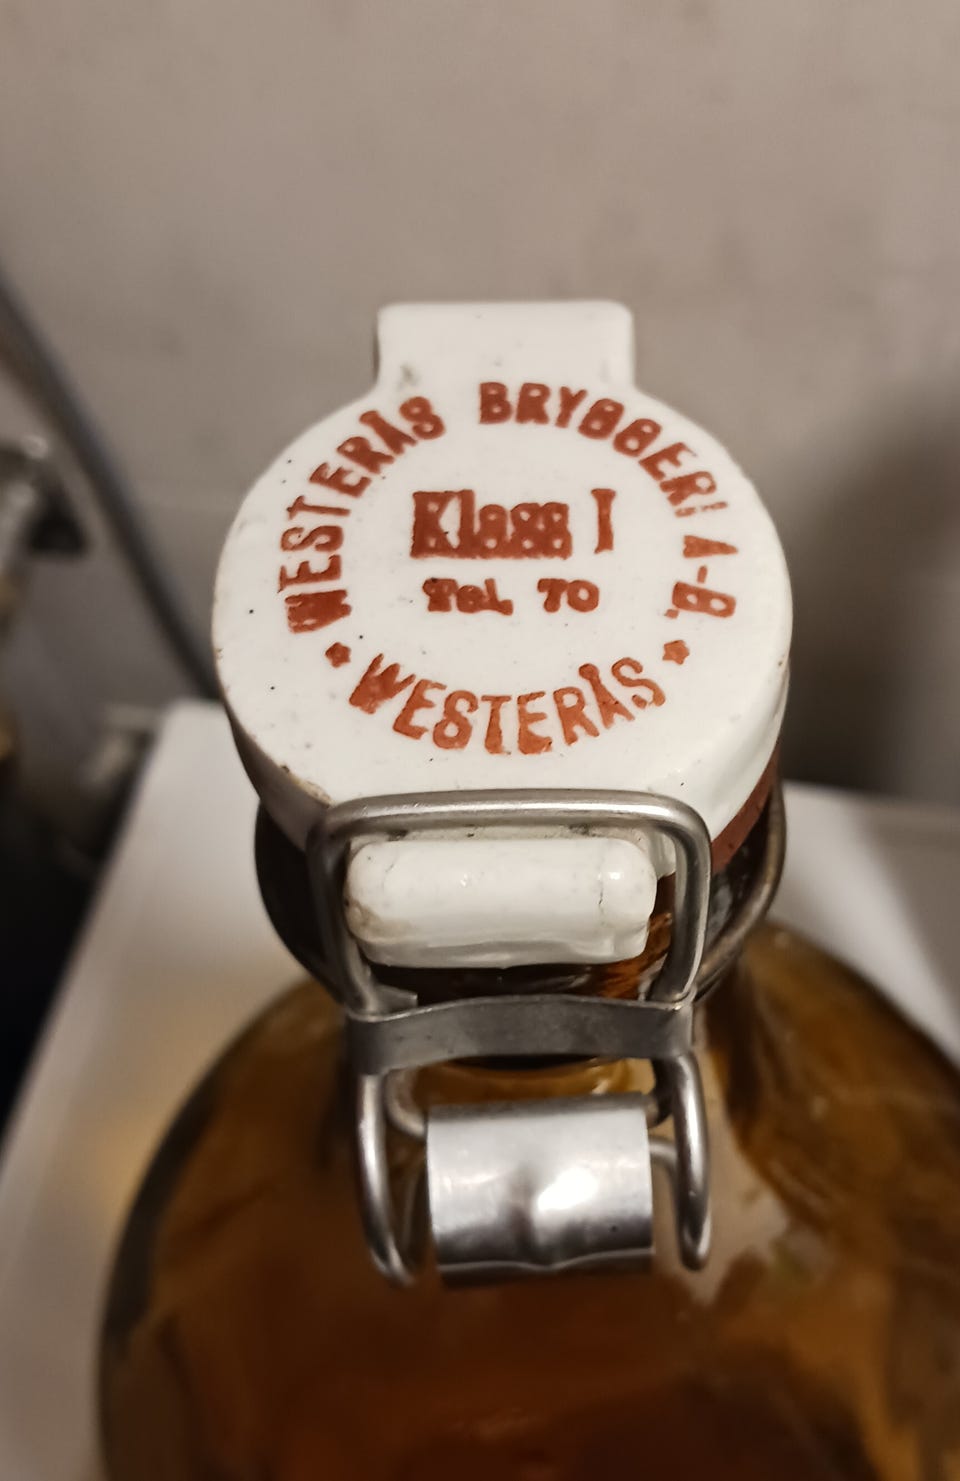 WESTERÅS BRYGGERI A-B.
Klass I
Tel. 70
* WESTERÅS *